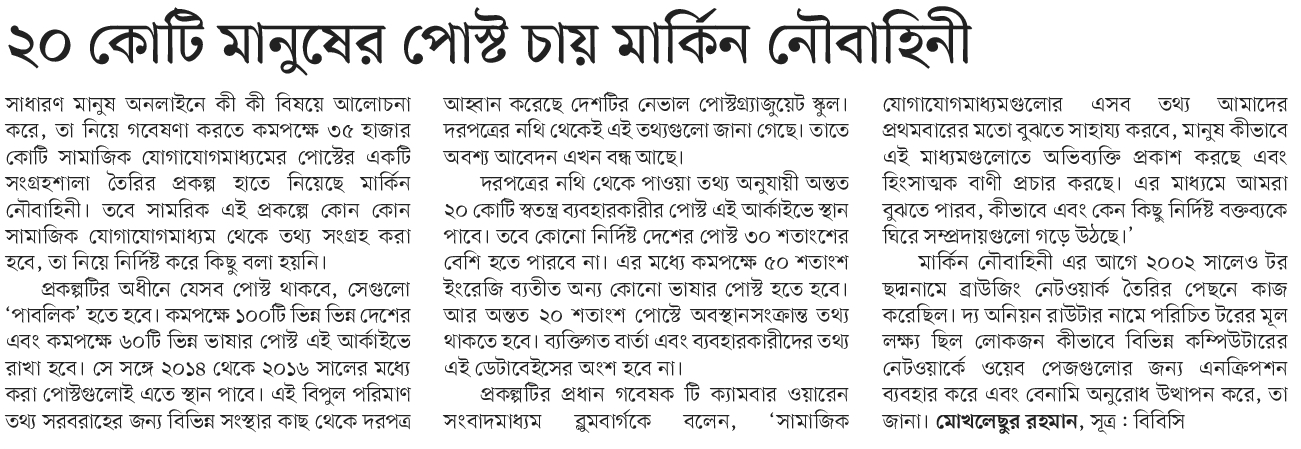 ২০ কোটি মানুষের পোস্ট চায় মার্কিন নৌবাহিনী
সাধারণ মানুষ অনলাইনে কী কী বিষয়ে আলোচনা
করে, তা নিয়ে গবেষণা করতে কমপক্ষে ৩৫ হাজার
কোটি সামাজিক যোগাযোগমাধ্যমের পোস্টের একটি
সংগ্রহশালা তৈরির প্রকল্প হাতে নিয়েছে মার্কিন
নৌবাহিনী। তবে সামরিক এই প্রকল্পে কোন কোন
সামাজিক যোগাযোগমাধ্যম থেকে তথ্য সংগ্রহ করা
হবে, তা নিয়ে নির্দিষ্ট করে কিছু বলা হয়নি।
প্রকল্পটির অধীনে যেসব পোস্ট থাকবে, সেগুলো
‘পাবলিক’ হতে হবে। কমপক্ষে ১০০টি ভিন্ন ভিন্ন দেশের
এবং কমপক্ষে ৬০টি ভিন্ন ভাষার পোস্ট এই আর্কাইভে
রাখা হবে। সে সঙ্গে ২০১৪ থেকে ২০১৬ সালের মধ্যে
করা পোস্টগুলোই এতে স্থান পাবে। এই বিপুল পরিমাণ
তথ্য সরবরাহের জন্য বিভিন্ন সংস্থার কাছ থেকে দরপত্র
আহ্বান করেছে দেশটির নেভাল পোস্টগ্র্যাজুয়েট স্কুল।
দরপত্রের নথি থেকেই এই তথ্যগুলো জানা গেছে। তাতে
অবশ্য আবেদন এখন বন্ধ আছে।
দরপত্রের নথি থেকে পাওয়া তথ্য অনুযায়ী অন্তত
২০ কোটি স্বতন্ত্র ব্যবহারকারীর পোস্ট এই আর্কাইভে স্থান
পাবে। তবে কোনো নির্দিষ্ট দেশের পোস্ট ৩০ শতাংশের
বেশি হতে পারবে না। এর মধ্যে কমপক্ষে ৫০ শতাংশ
ইংরেজি ব্যতীত অন্য কোনো ভাষার পোস্ট হতে হবে।
আর অন্তত ২০ শতাংশ পোস্টে অবস্থানসংক্রান্ত তথ্য
থাকতে হবে। ব্যক্তিগত বার্তা এবং ব্যবহারকারীদের তথ্য
এই ডেটাবেইসের অংশ হবে না।
প্রকল্পটির প্রধান গবেষক টি ক্যামবার ওয়ারেন
সংবাদমাধ্যম ব্লুমবার্গকে বলেন, ‘সামাজিক
যোগাযোগমাধ্যমগুলোর এসব তথ্য আমাদের
প্রথমবারের মতো বুঝতে সাহায্য করবে, মানুষ কীভাবে
এই মাধ্যমগুলোতে অভিব্যক্তি প্রকাশ করছে এবং
হিংসাত্মক বাণী প্রচার করছে। এর মাধ্যমে আমরা
বুঝতে পারব, কীভাবে এবং কেন কিছু নির্দিষ্ট বক্তব্যকে
ঘিরে সম্প্রদায়গুলো গড়ে উঠছে।’
মার্কিন নৌবাহিনী এর আগে ২০০২ সালেও টর
ছদ্মনামে ব্রাউজিং নেটওয়ার্ক তৈরির পেছনে কাজ
করেছিল। দ্য অনিয়ন রাউটার নামে পরিচিত টরের মূল
লক্ষ্য ছিল লোকজন কীভাবে বিভিন্ন কম্পিউটারের
নেটওয়ার্কে ওয়েব পেজগুলোর জন্য এনক্রিপশন
ব্যবহার করে এবং বেনামি অনুরোধ উত্থাপন করে, তা
জানা। মোখলেছুর রহমান, সূত্র : বিবিসি